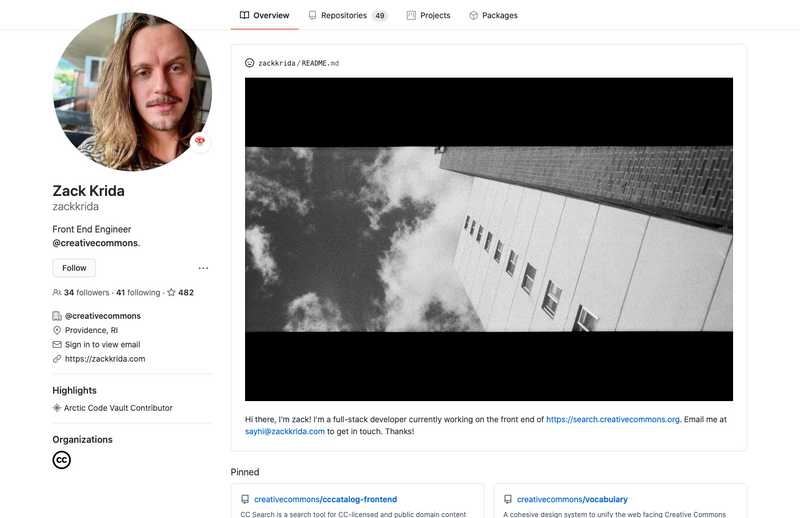 Overview Repositories 49 Projects Packages
Zack Krida
zackkrida
Front End Engineer
@creativecommons.
Follow
34 followers · 41 following · 482
@creativecommons
Providence, RI
Sign in to view email
https://zackkrida.com
Highlights
Arctic Code Vault Contributor
Organizations
cc
zackkrida/README.md
Hi there, I'm zack! I'm a full-stack developer currently working on the front end of https://search.creativecommons.org. Email me at
sayhi@zackkrida.com to get in touch. Thanks!
Pinned
creativecommons/cccatalog-frontend
CC Search is a search tool for CC-licensed and public domain content
creativecommons/vocabulary
A cohesive design system to unify the web facing Creative Commons